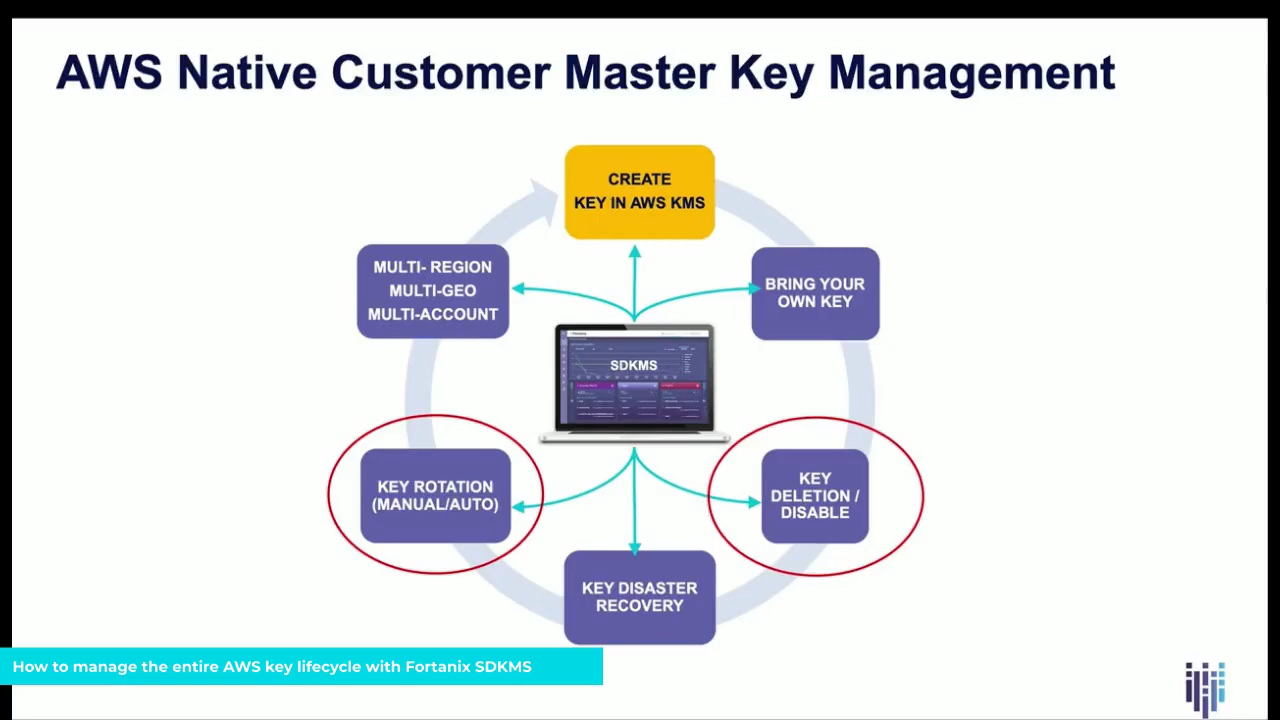 AWS Native Customer Master Key Management
CREATE
KEY IN AWS KMS
MULTI- REGION
MULTI-GEO
MULTI-ACCOUNT
BRING YOUR
OWN KEY
SDKMS
KEY ROTATION
(MANUAL/AUTO)
KEY
DELETION /
DISABLE
KEY DISASTER
RECOVERY
How to manage the entire AWS key lifecycle with Fortanix SDKMS